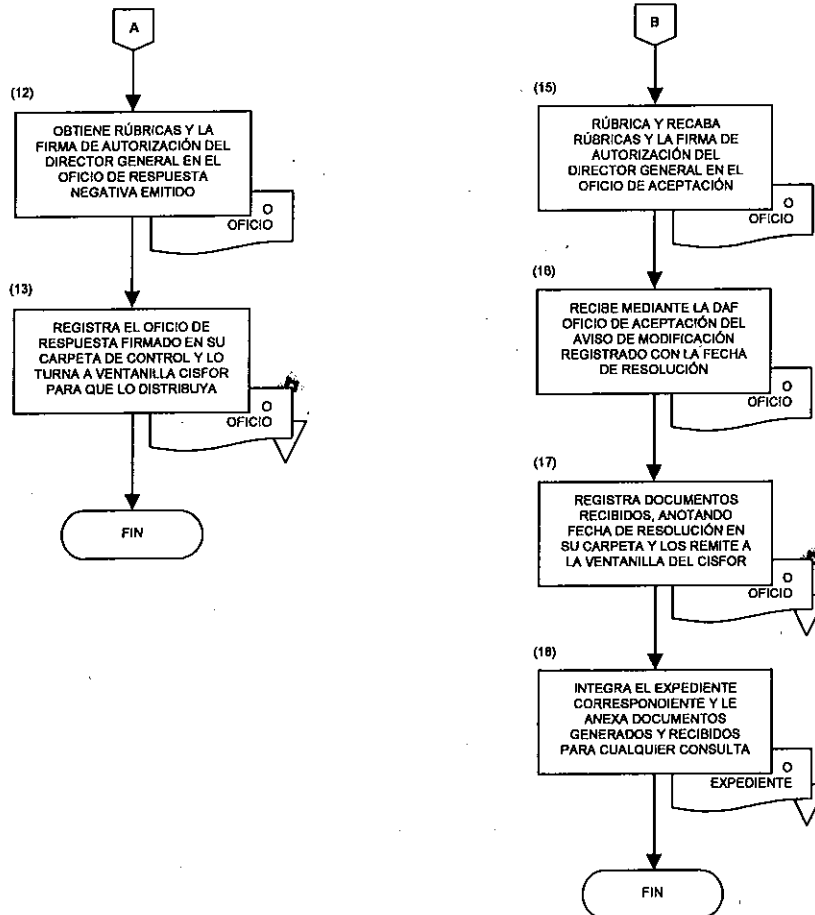 A
(12)
OBTIENE RÚBRICAS Y LA
FIRMA DE AUTORIZACIÓN DEL
DIRECTOR GENERAL EN EL
OFICIO DE RESPUESTA
NEGATIVA EMITIDO
O
OFICIO
(13)
REGISTRA EL OFICIO DE
RESPUESTA FIRMADO EN SU
CARPETA DE CONTROL Y LO
TURNA A VENTANILLA CISFOR
PARA QUE LO DISTRIBUYA
O
OFICIO
FIN
B
(15)
RÚBRICA Y RECABA
RÚBRICAS Y LA FIRMA DE
AUTORIZACIÓN DEL
DIRECTOR GENERAL EN EL
OFICIO DE ACEPTACIÓN
O
OFICIO
(16)
RECIBE MEDIANTE LA DAF
OFICIO DE ACEPTACIÓN DEL
AVISO DE MODIFICACIÓN
REGISTRADO CON LA FECHA
DE RESOLUCIÓN
O
OFICIO
(17)
REGISTRA DOCUMENTOS
RECIBIDOS, ANOTANDO
FECHA DE RESOLUCIÓN EN
SU CARPETA Y LOS REMITE A
LA VENTANILLA DEL CISFOR
O
OFICIO
(18)
INTEGRA EL EXPEDIENTE
CORRESPONDIENTE Y LE
ANEXA DOCUMENTOS
GENERADOS Y RECIBIDOS
PARA CUALQUIER CONSULTA
O
EXPEDIENTE
FIN